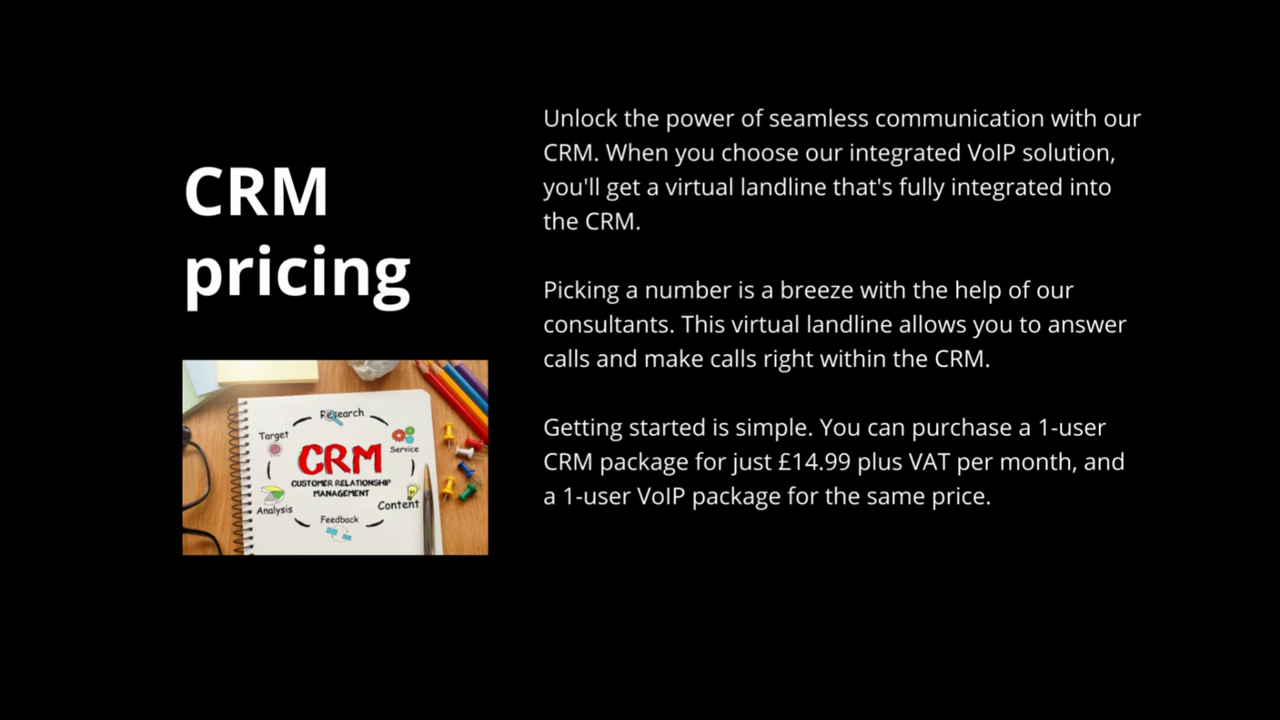 CRM
pricing
Unlock the power of seamless communication with our
CRM. When you choose our integrated VoIP solution,
you'll get a virtual landline that's fully integrated into
the CRM.
Picking a number is a breeze with the help of our
consultants. This virtual landline allows you to answer
calls and make calls right within the CRM.
Getting started is simple. You can purchase a 1-user
CRM package for just £14.99 plus VAT per month, and
a 1-user VoIP package for the same price.
Research
Target
Service
CRM
CUSTOMER RELATIONSHIP
MANAGEMENT
Analysis
Content
Feedback